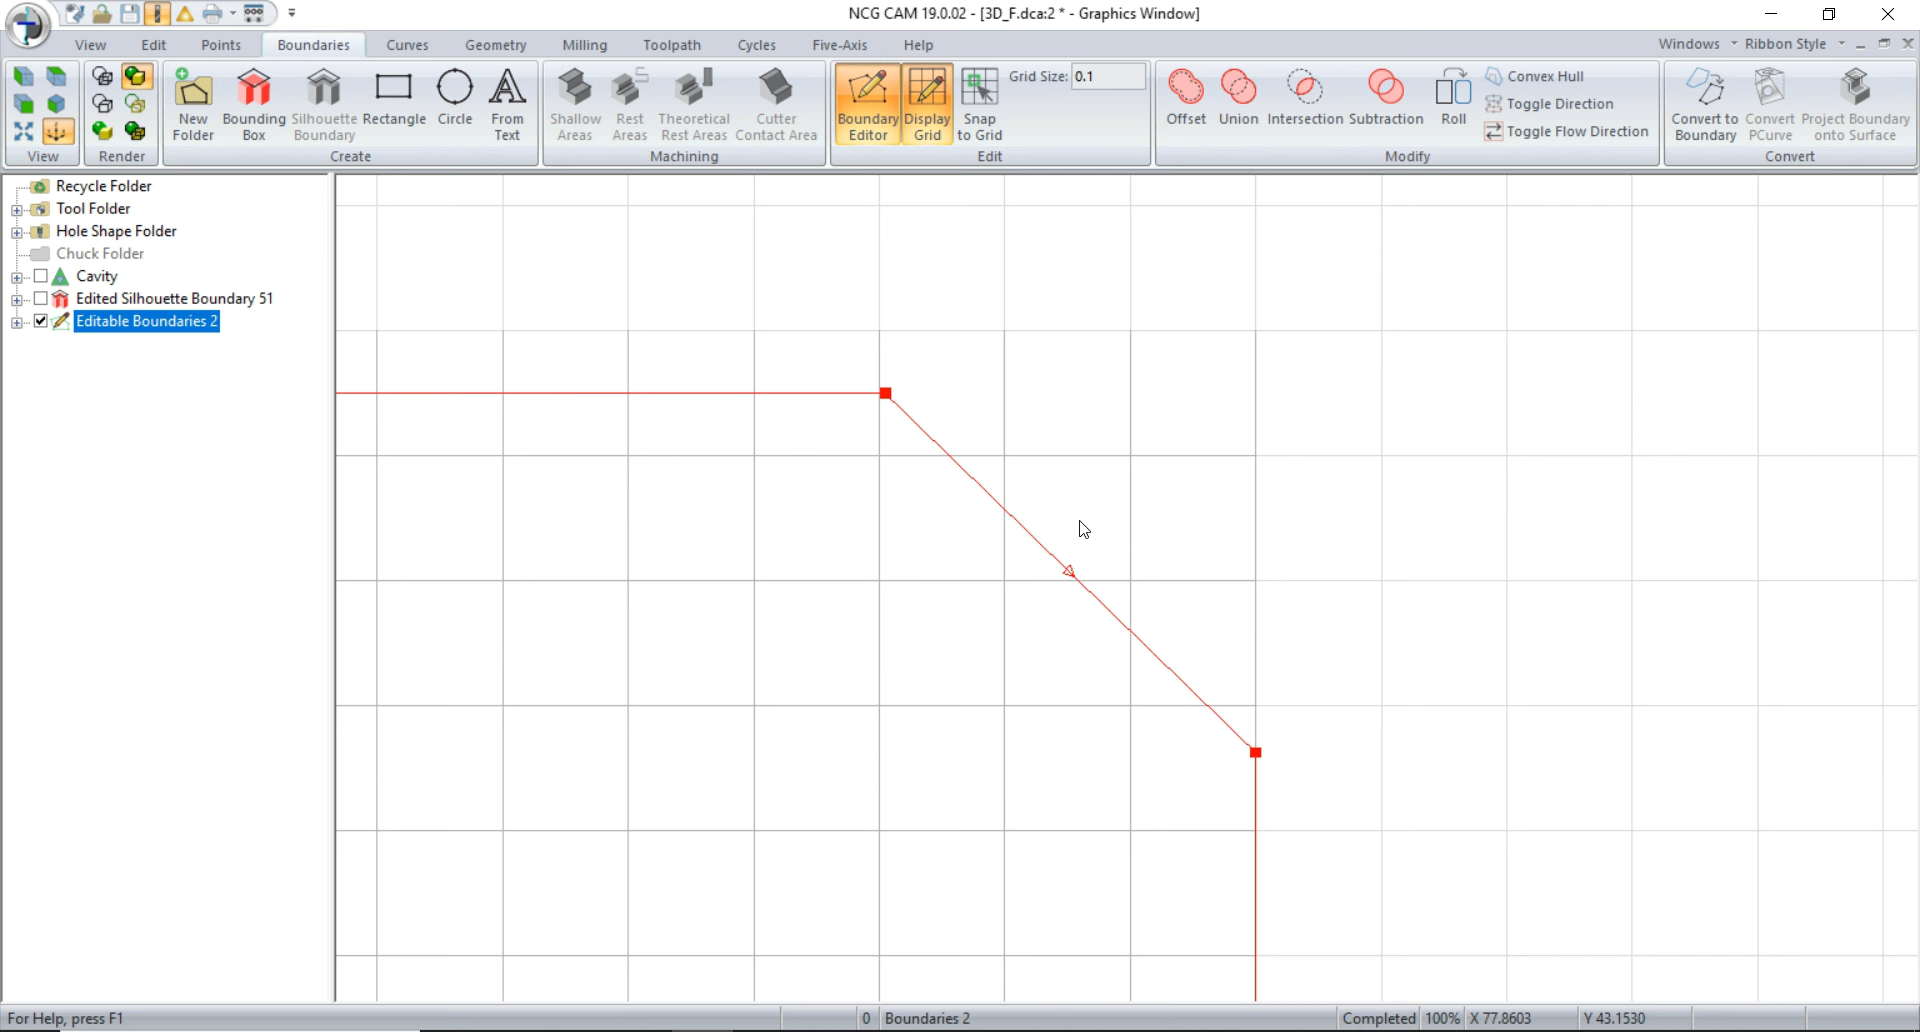 NCG CAM 19.0.02 - [3D_F.dca:2 * - Graphics Window]
View Edit Points Boundaries Curves Geometry Milling Toolpath Cycles Five-Axis Help Windows Ribbon Style
New Folder
Bounding Box
Silhouette Boundary
Rectangle
Circle
From Text
Shallow Areas
Rest Areas
Theoretical Rest Areas
Cutter Contact Area
Boundary Editor
Display Grid
Snap to Grid
Grid Size: 0.1
Offset
Union
Intersection
Subtraction
Roll
Convex Hull
Toggle Direction
Toggle Flow Direction
Convert to Boundary
Convert PCurve
Project Boundary onto Surface
View Render Create Machining Edit Modify Convert
Recycle Folder
Tool Folder
Hole Shape Folder
Chuck Folder
Cavity
Edited Silhouette Boundary 51
Editable Boundaries 2
For Help, press F1 0 Boundaries 2 Completed 100% X 77.8603 Y 43.1530